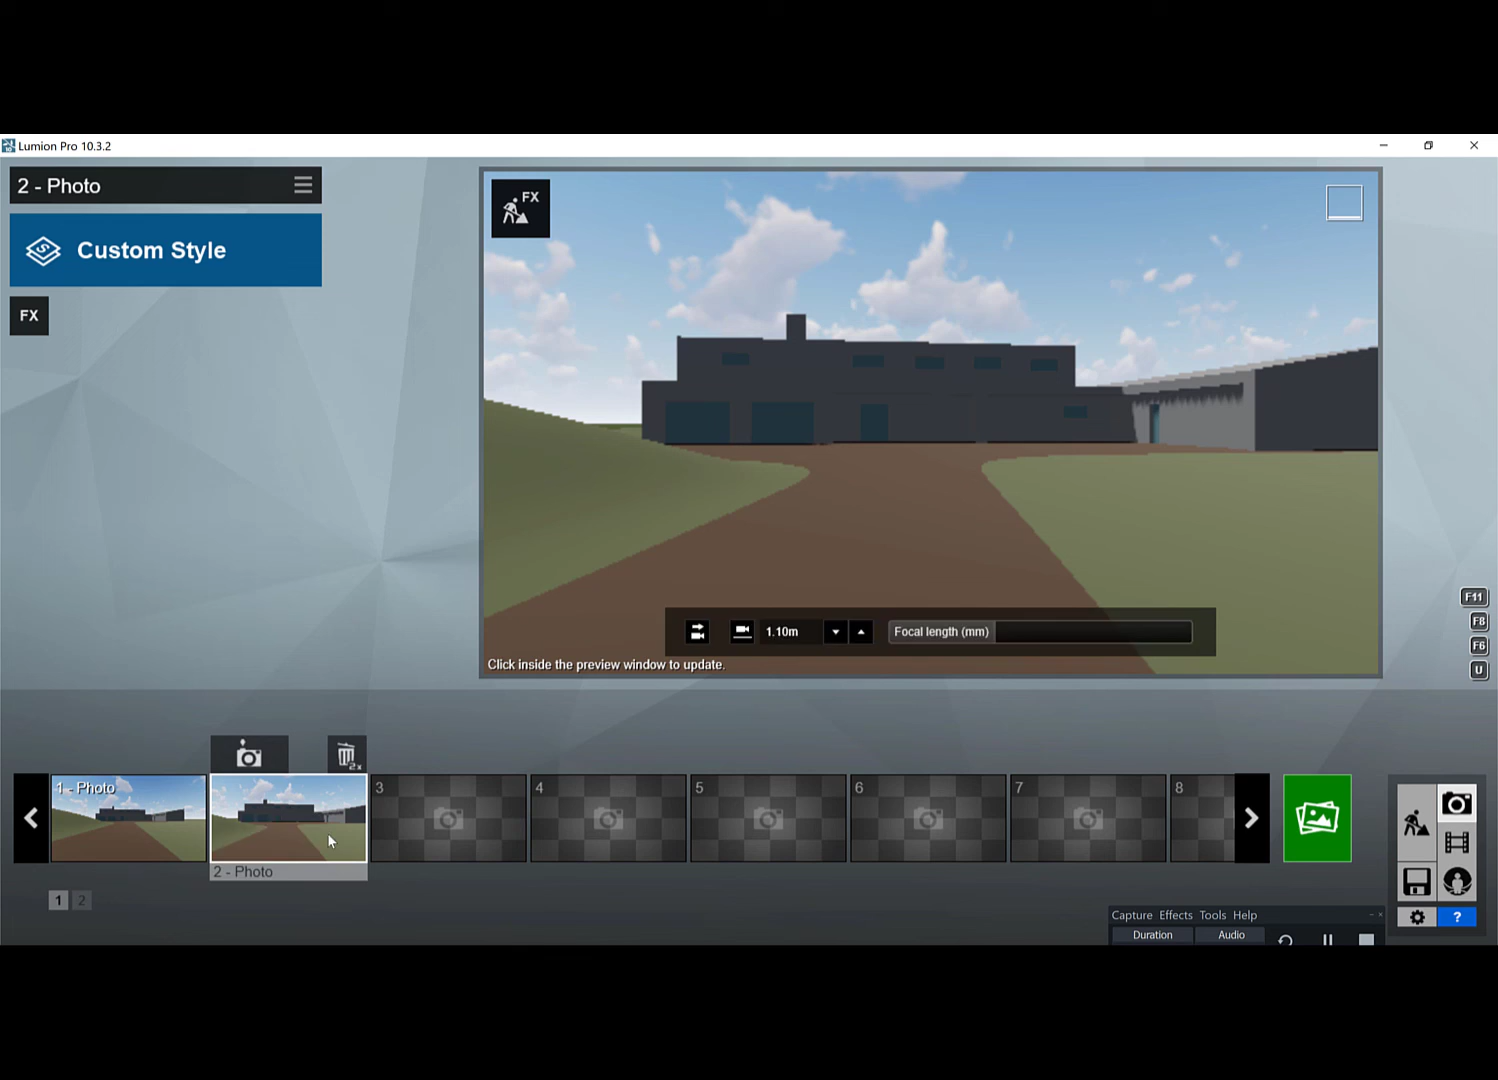 Lumion Pro 10.3.2
2 - Photo
Custom Style
FX
FX
1.10m
Focal length (mm)
Click inside the preview window to update.
F11
F8
F6
U
2x
1 - Photo
3
4
5
6
7
8
2 - Photo
1
2
?
Capture Effects Tools Help
Duration
Audio